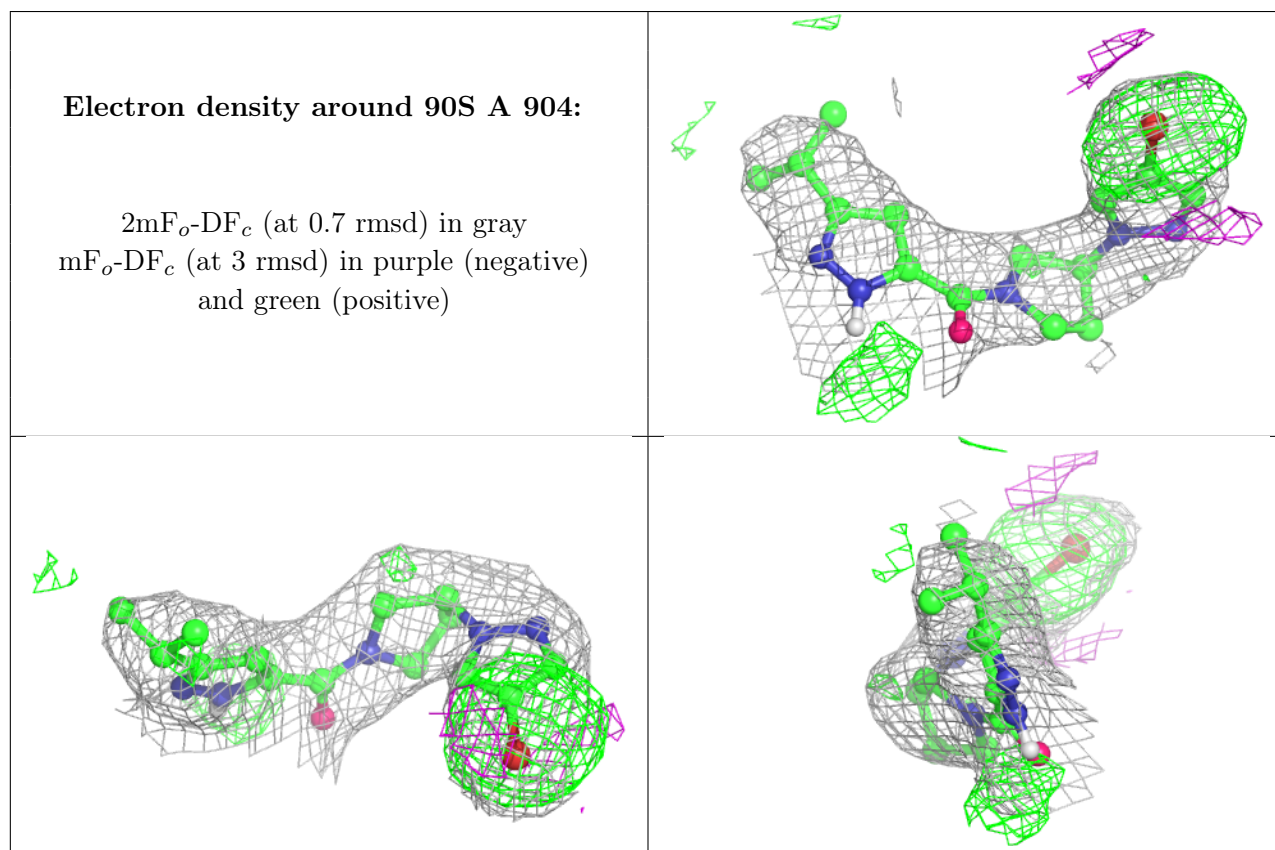 Electron density around 90S A 904:
2mFo-DFc (at 0.7 rmsd) in gray
mFo-DFc (at 3 rmsd) in purple (negative)
and green (positive)